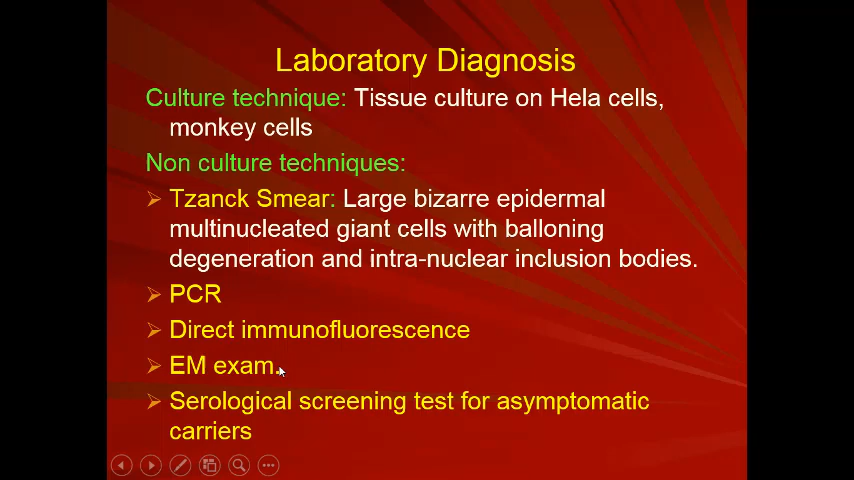 Laboratory Diagnosis
Culture technique: Tissue culture on Hela cells,
monkey cells
Non culture techniques:
Tzanck Smear: Large bizarre epidermal
multinucleated giant cells with balloning
degeneration and intra-nuclear inclusion bodies.
PCR
Direct immunofluorescence
EM exam.
Serological screening test for asymptomatic
carriers